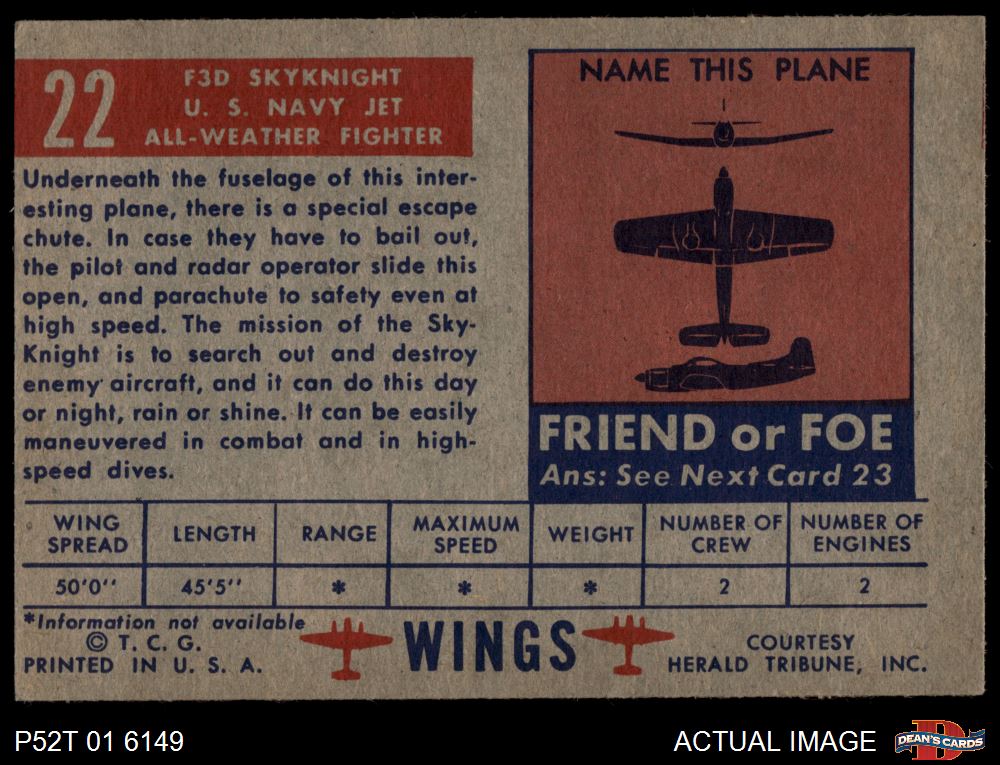 22
F3D SKYKNIGHT
U. S. NAVY JET
ALL-WEATHER FIGHTER
Underneath the fuselage of this inter-
esting plane, there is a special escape
chute. In case they have to bail out,
the pilot and radar operator slide this
open, and parachute to safety even at
high speed. The mission of the Sky-
Knight is to search out and destroy
enemy aircraft, and it can do this day
or night, rain or shine. It can be easily
maneuvered in combat and in high-
speed dives.
NAME THIS PLANE
FRIEND or FOE
Ans: See Next Card 23
WING SPREAD LENGTH RANGE MAXIMUM SPEED WEIGHT NUMBER OF CREW NUMBER OF ENGINES
50'0'' 45'5'' * * * 2 2
*Information not available
© T. C. G.
PRINTED IN U. S. A.
WINGS
COURTESY
HERALD TRIBUNE, INC.
P52T 01 6149
ACTUAL IMAGE
D
DEAN'S CARDS